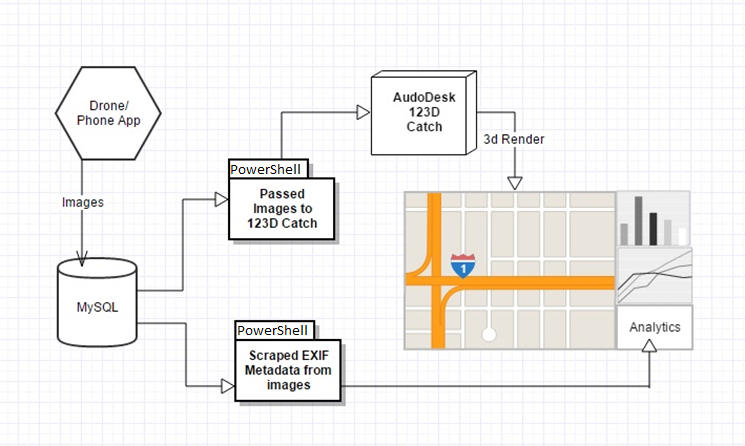 Drone/
Phone App
Images
MySQL
PowerShell
Passed
Images to
123D Catch
PowerShell
Scraped EXIF
Metadata from
images
AudoDesk
123D
Catch
3d Render
1
Analytics